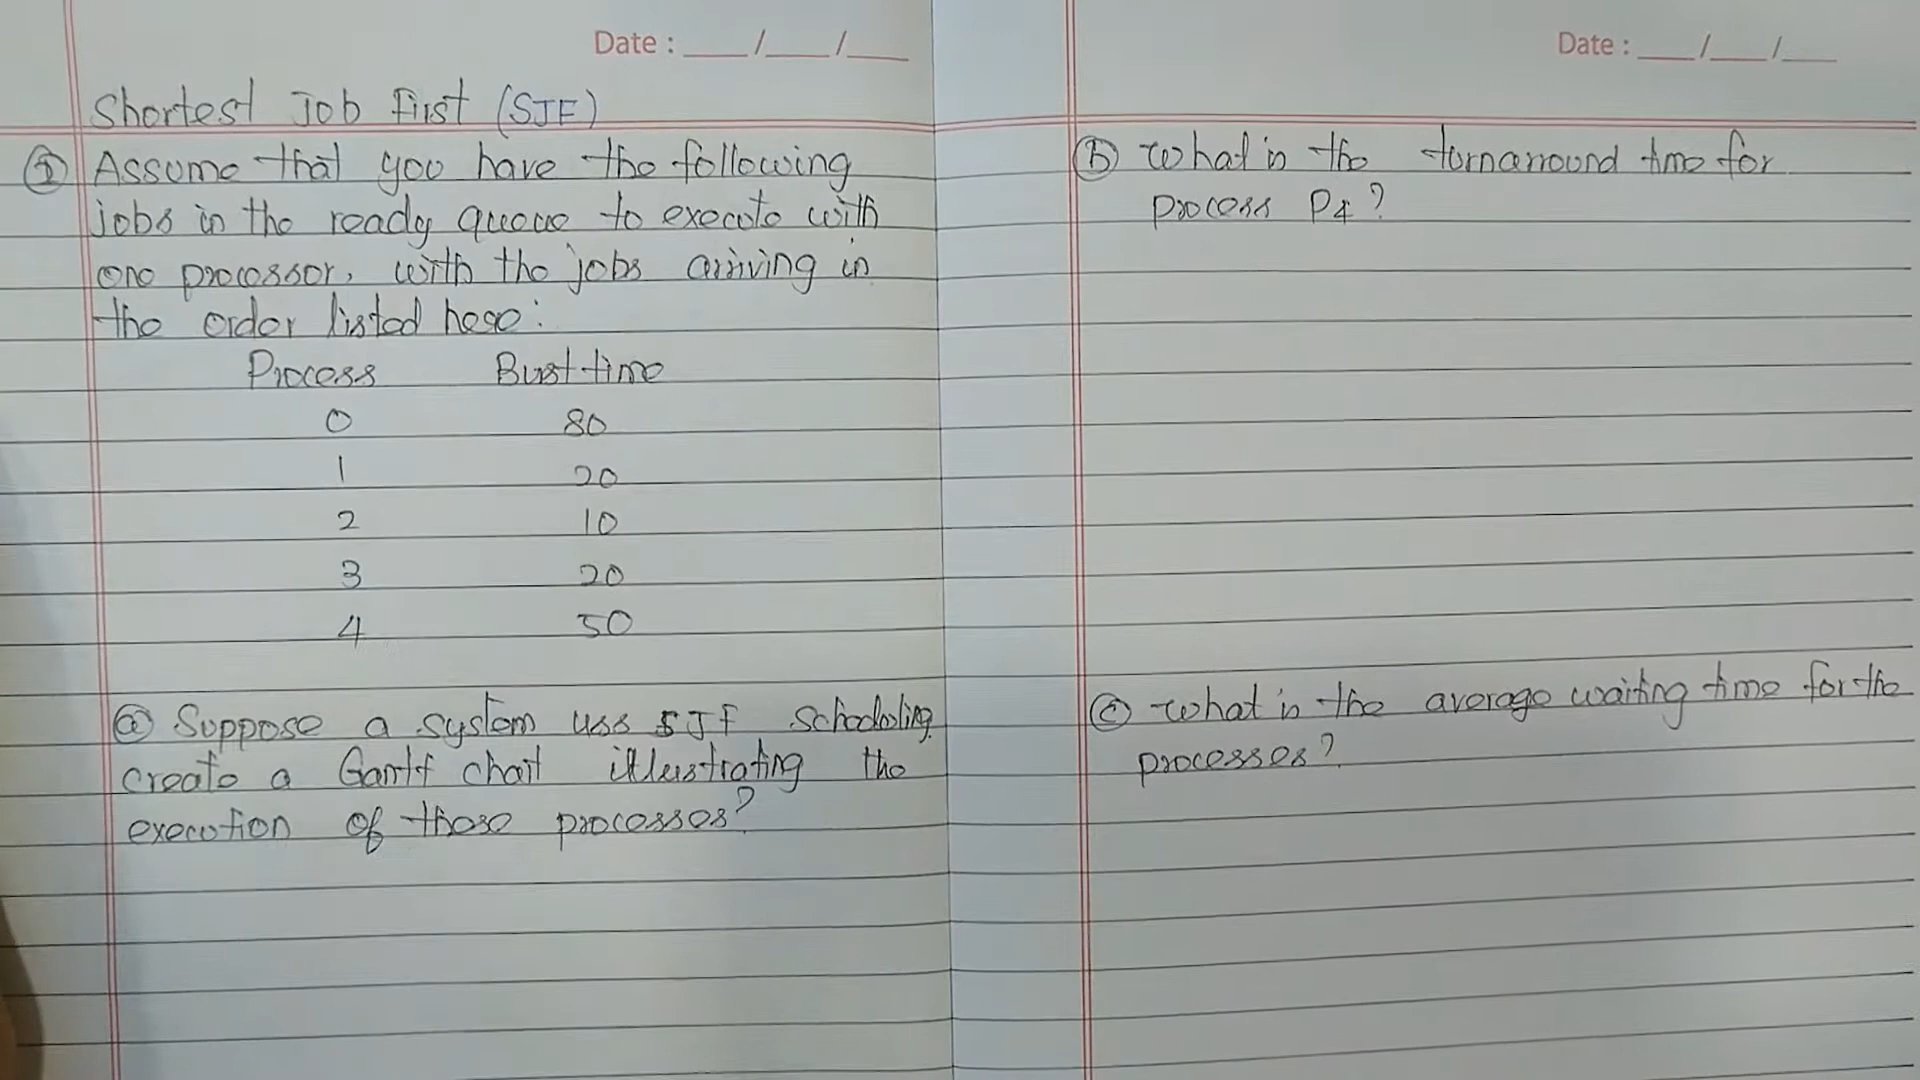 Date : ___/___/___
Shortest Job First (SJF)
① Assume that you have the following
jobs in the ready queue to execute with
one processor, with the jobs arriving in
the order listed here:
Process Burst time
0 80
1 20
2 10
3 20
4 50
ⓐ Suppose a system uses SJF scheduling.
create a Gantt chart illustrating the
execution of these processes?
Date : ___/___/___
ⓑ What is the turnaround time for
process P4?
ⓒ What is the average waiting time for the
processes?